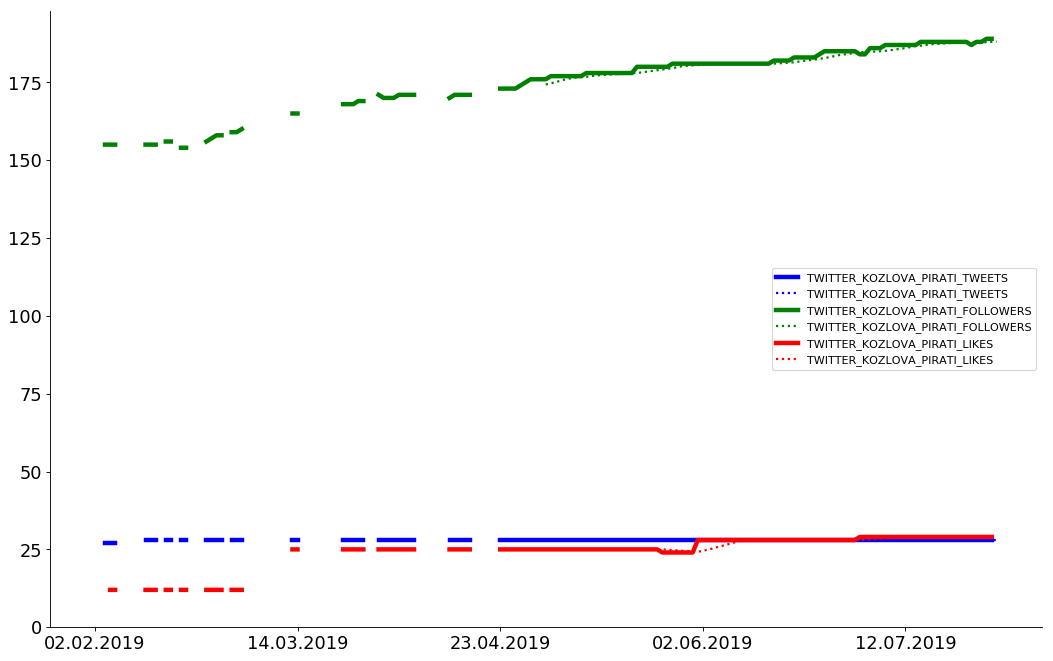 175
150
125
100
75
50
25
0
02.02.2019 14.03.2019 23.04.2019 02.06.2019 12.07.2019
TWITTER_KOZLOVA_PIRATI_TWEETS
TWITTER_KOZLOVA_PIRATI_TWEETS
TWITTER_KOZLOVA_PIRATI_FOLLOWERS
TWITTER_KOZLOVA_PIRATI_FOLLOWERS
TWITTER_KOZLOVA_PIRATI_LIKES
TWITTER_KOZLOVA_PIRATI_LIKES